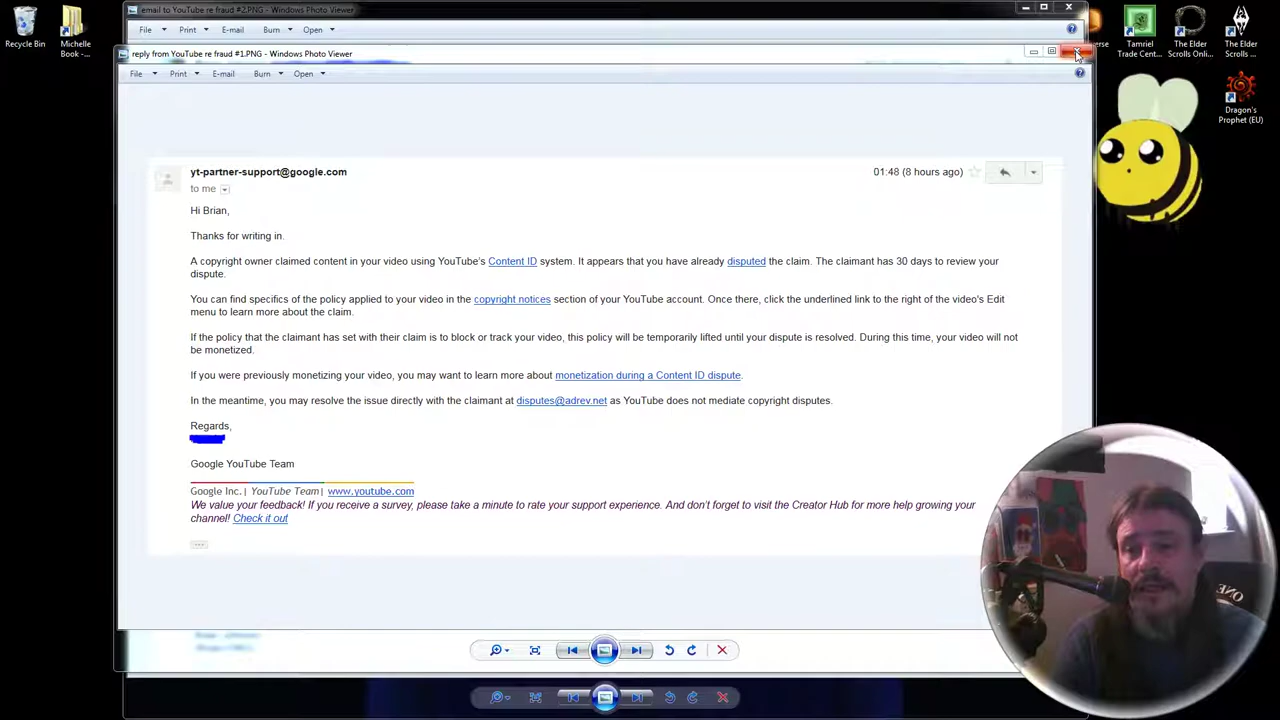 email to YouTube re fraud #2.PNG - Windows Photo Viewer
File Print E-mail Burn Open
reply from YouTube re fraud #1.PNG - Windows Photo Viewer
File Print E-mail Burn Open
yt-partner-support@google.com
01:48 (8 hours ago)
to me
Hi Brian,
Thanks for writing in.
A copyright owner claimed content in your video using YouTube's Content ID system. It appears that you have already disputed the claim. The claimant has 30 days to review your
dispute.
You can find specifics of the policy applied to your video in the copyright notices section of your YouTube account. Once there, click the underlined link to the right of the video's Edit
menu to learn more about the claim.
If the policy that the claimant has set with their claim is to block or track your video, this policy will be temporarily lifted until your dispute is resolved. During this time, your video will not
be monetized.
If you were previously monetizing your video, you may want to learn more about monetization during a Content ID dispute.
In the meantime, you may resolve the issue directly with the claimant at disputes@adrev.net as YouTube does not mediate copyright disputes.
Regards,
Google YouTube Team
Google Inc. | YouTube Team | www.youtube.com
We value your feedback! If you receive a survey, please take a minute to rate your support experience. And don't forget to visit the Creator Hub for more help growing your
channel! Check it out
Recycle Bin
Michelle
Book - ...
erse
Tamriel
Trade Cent...
The Elder
Scrolls Onli...
The Elder
Scrolls ...
Dragon's
Prophet (EU)
ONE